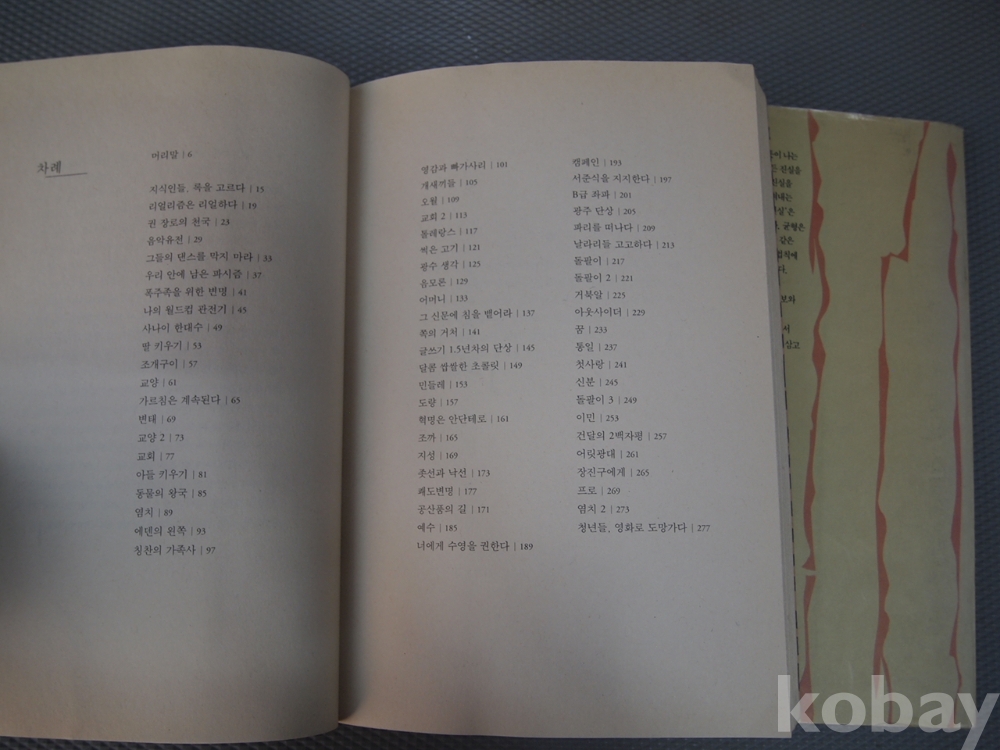 차례
머리말 | 6
지식인들, 록을 고르다 | 15
리얼리즘은 리얼하다 | 19
권 장로의 천국 | 23
음악유전 | 29
그들의 댄스를 막지 마라 | 33
우리 안에 남은 파시즘 | 37
폭주족을 위한 변명 | 41
나의 월드컵 관전기 | 45
사나이 한대수 | 49
딸 키우기 | 53
조개구이 | 57
교양 | 61
가르침은 계속된다 | 65
변태 | 69
교양 2 | 73
교회 | 77
아들 키우기 | 81
동물의 왕국 | 85
염치 | 89
에덴의 왼쪽 | 93
칭찬의 가족사 | 97
영감과 빠가사리 | 101
개새끼들 | 105
오월 | 109
교회 2 | 113
똘레랑스 | 117
썩은 고기 | 121
광수 생각 | 125
음모론 | 129
어머니 | 133
그 신문에 침을 뱉어라 | 137
쪽의 거처 | 141
글쓰기 1.5년차의 단상 | 145
달콤 쌉쌀한 초콜릿 | 149
민들레 | 153
도량 | 157
혁명은 안단테로 | 161
조까 | 165
지성 | 169
촛선과 낙선 | 173
패도변명 | 177
공산품의 길 | 171
예수 | 185
너에게 수영을 권한다 | 189
캠페인 | 193
서준식을 지지한다 | 197
B급 좌파 | 201
광주 단상 | 205
파리를 떠나다 | 209
날라리들 고고하다 | 213
돌팔이 | 217
돌팔이 2 | 221
거북알 | 225
아웃사이더 | 229
꿈 | 233
통일 | 237
첫사랑 | 241
신분 | 245
돌팔이 3 | 249
이민 | 253
건달의 2백자평 | 257
어릿광대 | 261
장진구에게 | 265
프로 | 269
염치 2 | 273
청년들, 영화로 도망가다 | 277
kobay